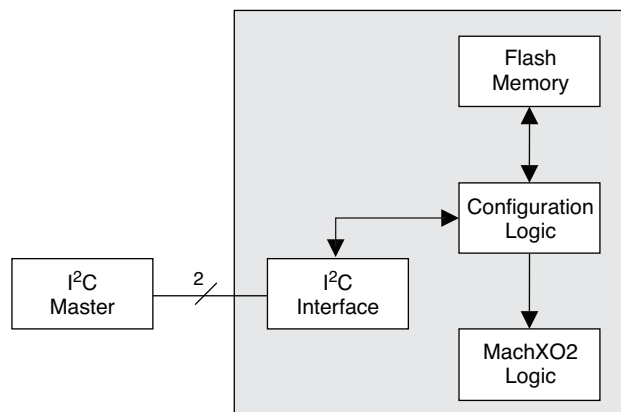 Flash
Memory
Configuration
Logic
I²C
Master
2
I²C
Interface
MachXO2
Logic